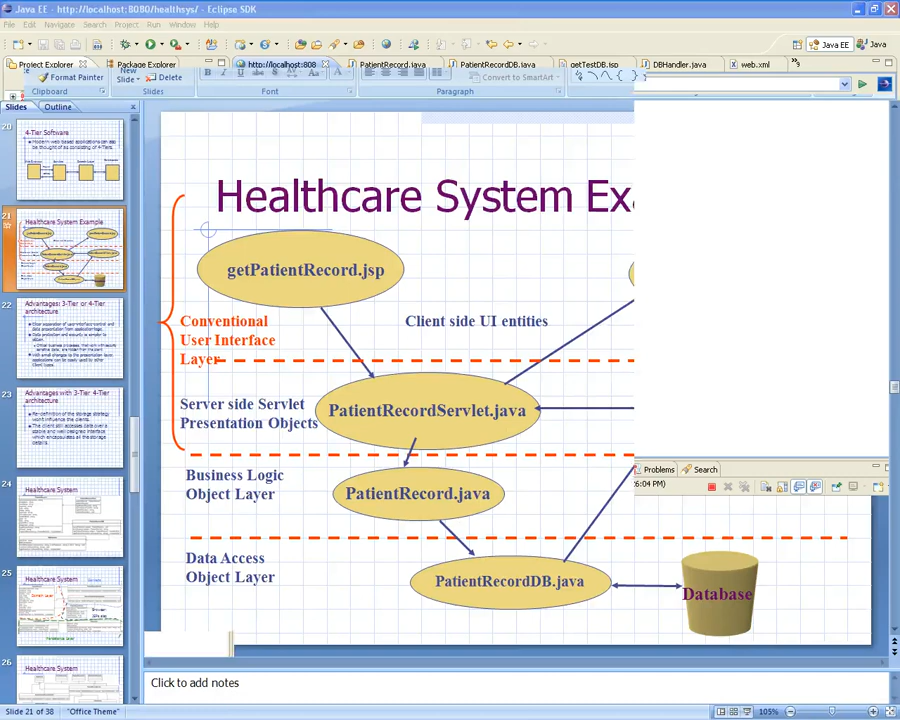 Java EE - http://localhost:8080/healthsys/ - Eclipse SDK
File Edit Navigate Search Project Run Window Help
Java EE Java
Project Explorer Package Explorer http://localhost:808 PatientRecord.java PatientRecordDB.java getTestDB.jsp DBHandler.java web.xml
Format Painter New Slide Delete Convert to SmartArt
Clipboard Font Paragraph
Slides Outline
20
4-Tier Software
21
Healthcare System Example
22
Advantages: 3-Tier or 4-Tier architecture
23
Advantages with 3-Tier 4-Tier architecture
24
Healthcare System
25
Healthcare System
26
Healthcare System
Healthcare System Exa
getPatientRecord.jsp
Conventional
User Interface
Layer
Client side UI entities
Server side Servlet
Presentation Objects
PatientRecordServlet.java
Business Logic
Object Layer
PatientRecord.java
Data Access
Object Layer
PatientRecordDB.java
Database
Problems Search
6:04 PM)
Click to add notes
Slide 21 of 38 "Office Theme" 105%